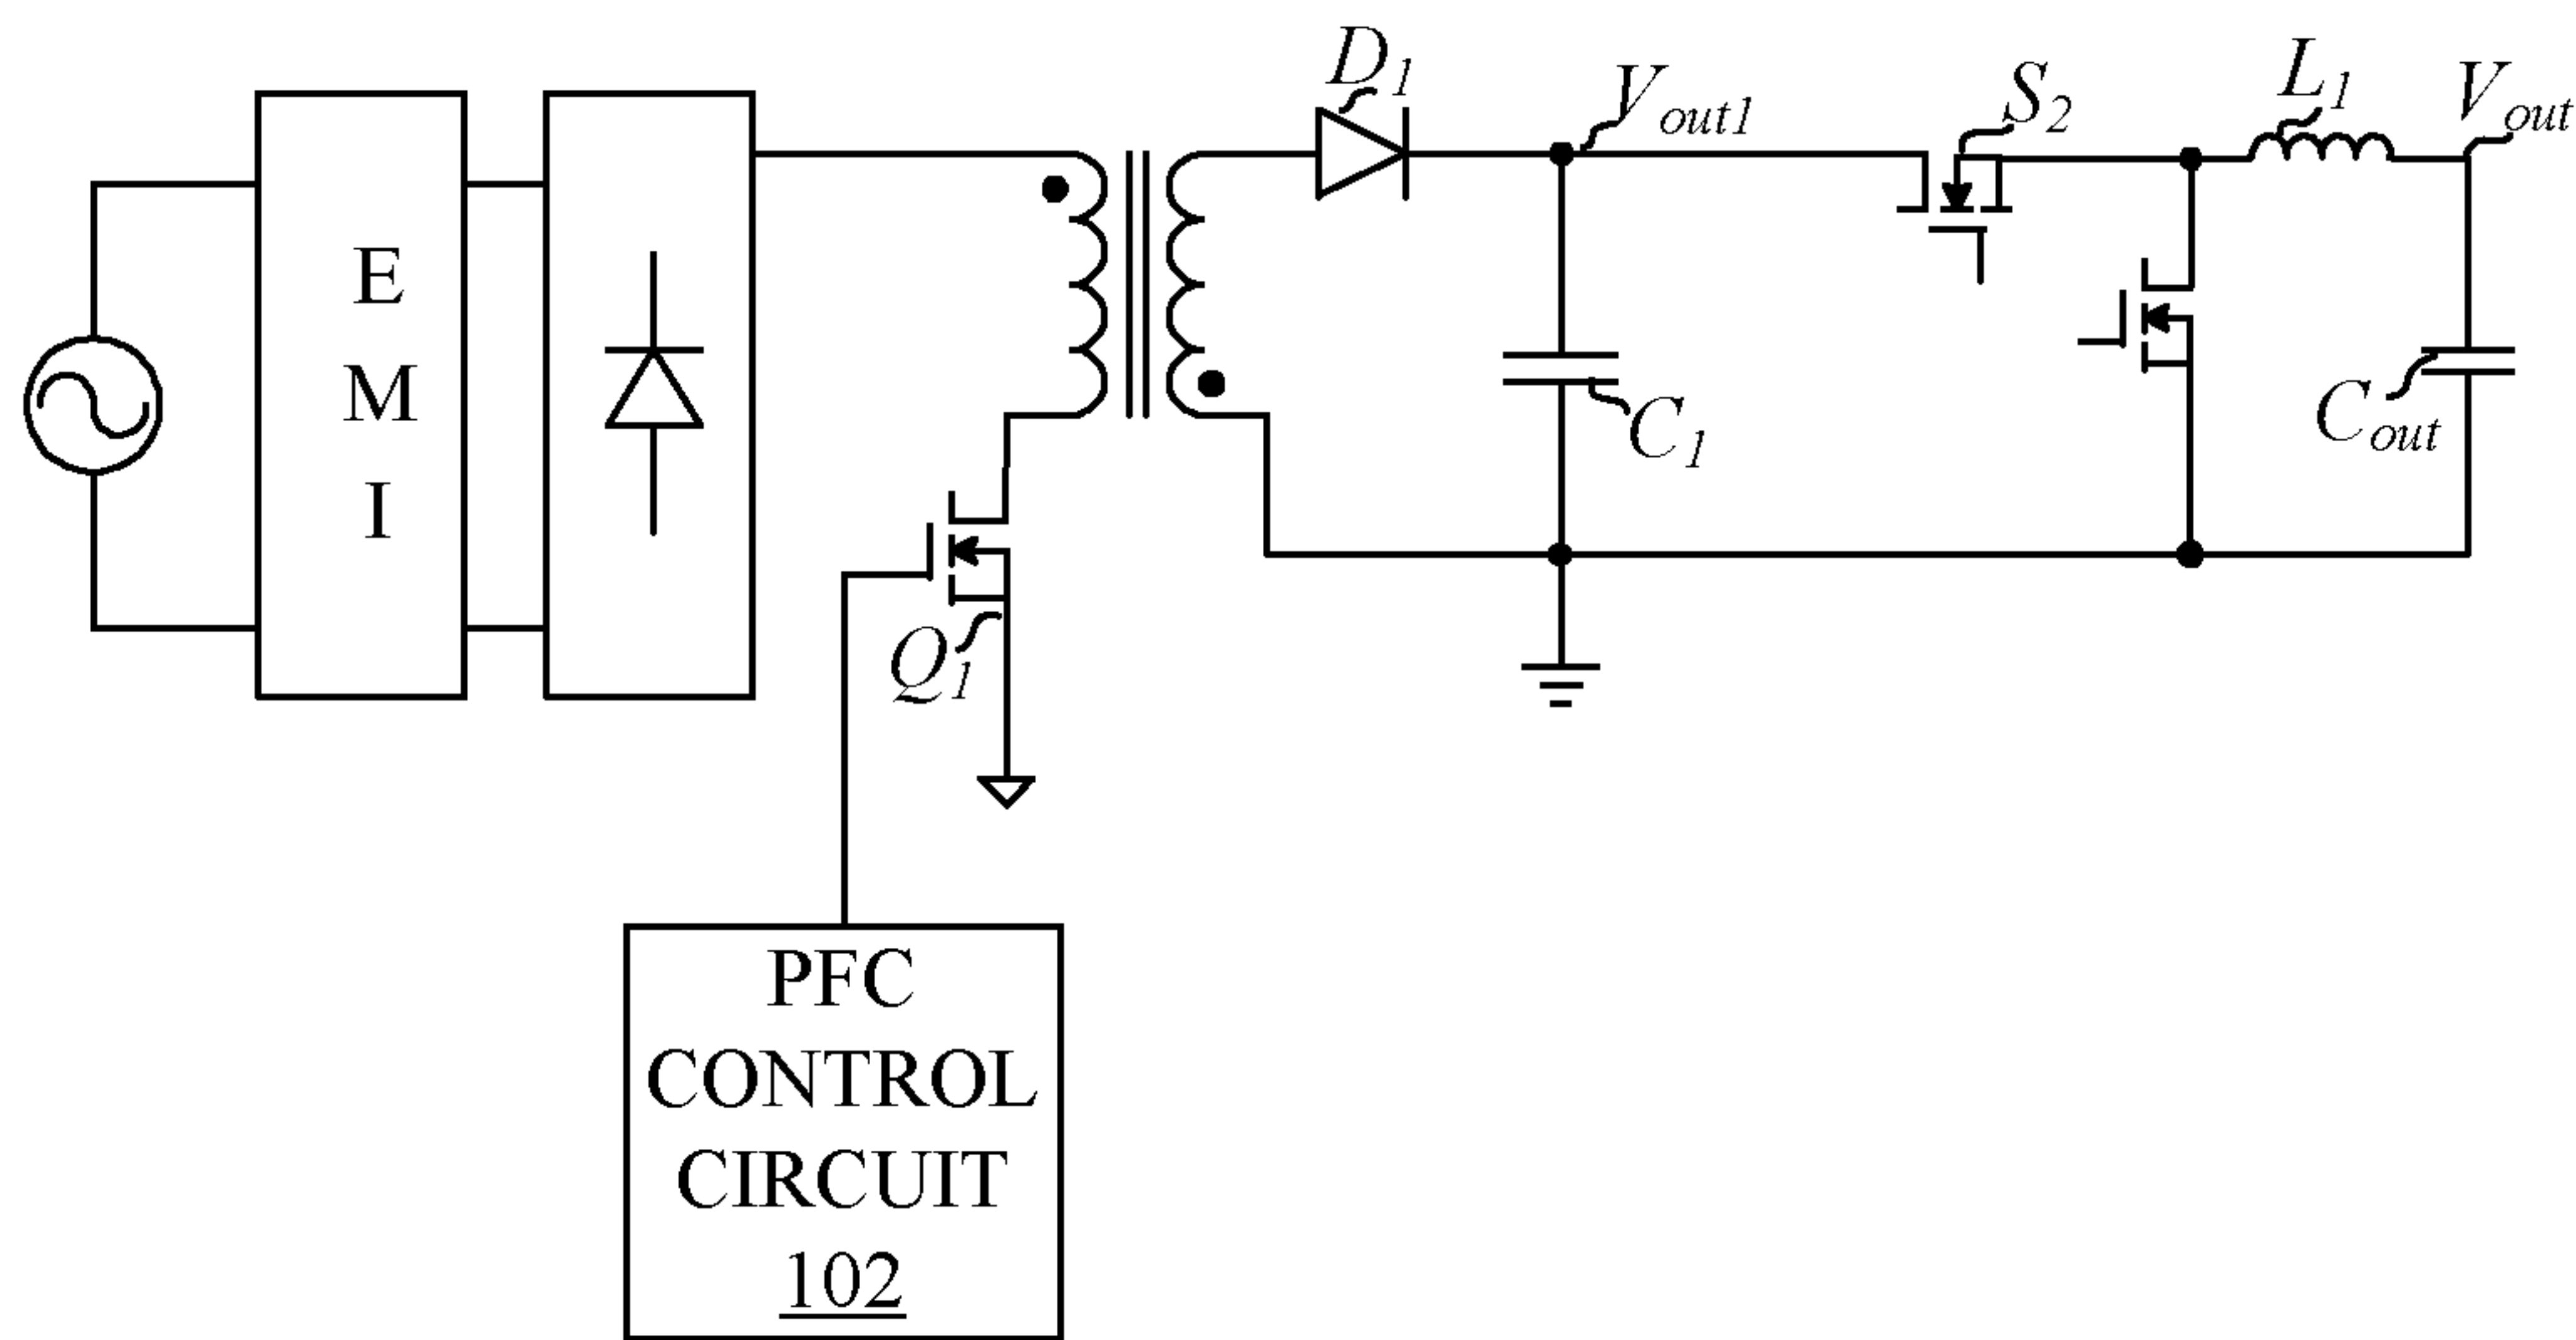 E
M
I
D1
Vout1
S2
L1
Vout
C1
Cout
Q1
PFC
CONTROL
CIRCUIT
102